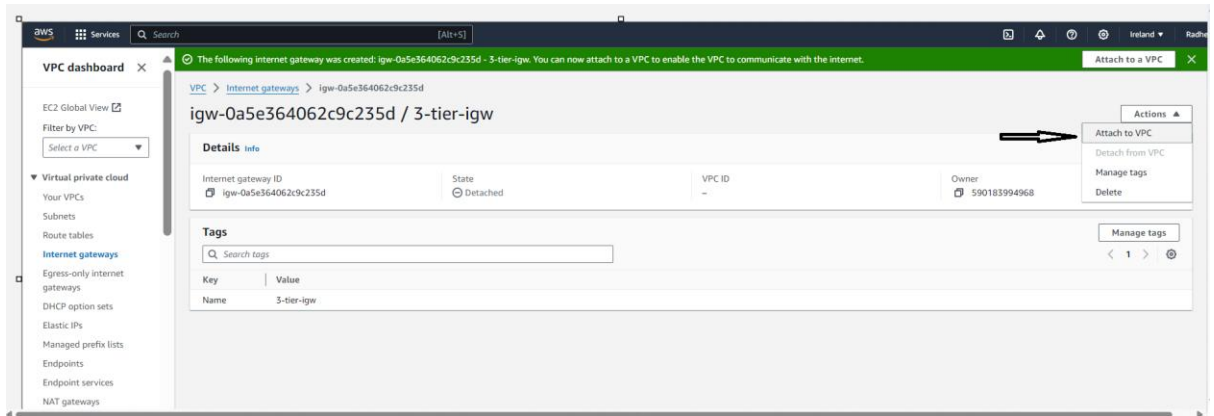 aws Services Search [Alt+S] Ireland ▼ Radhe
VPC dashboard
EC2 Global View
Filter by VPC:
Select a VPC
Virtual private cloud
Your VPCs
Subnets
Route tables
Internet gateways
Egress-only internet
gateways
DHCP option sets
Elastic IPs
Managed prefix lists
Endpoints
Endpoint services
NAT gateways
The following internet gateway was created: igw-0a5e364062c9c235d - 3-tier-igw. You can now attach to a VPC to enable the VPC to communicate with the internet. Attach to a VPC
VPC > Internet gateways > igw-0a5e364062c9c235d
igw-0a5e364062c9c235d / 3-tier-igw
Actions
Attach to VPC
Detach from VPC
Manage tags
Delete
Details Info
Internet gateway ID State VPC ID Owner
igw-0a5e364062c9c235d Detached – 590183994968
Tags Manage tags
Search tags < 1 >
Key Value
Name 3-tier-igw